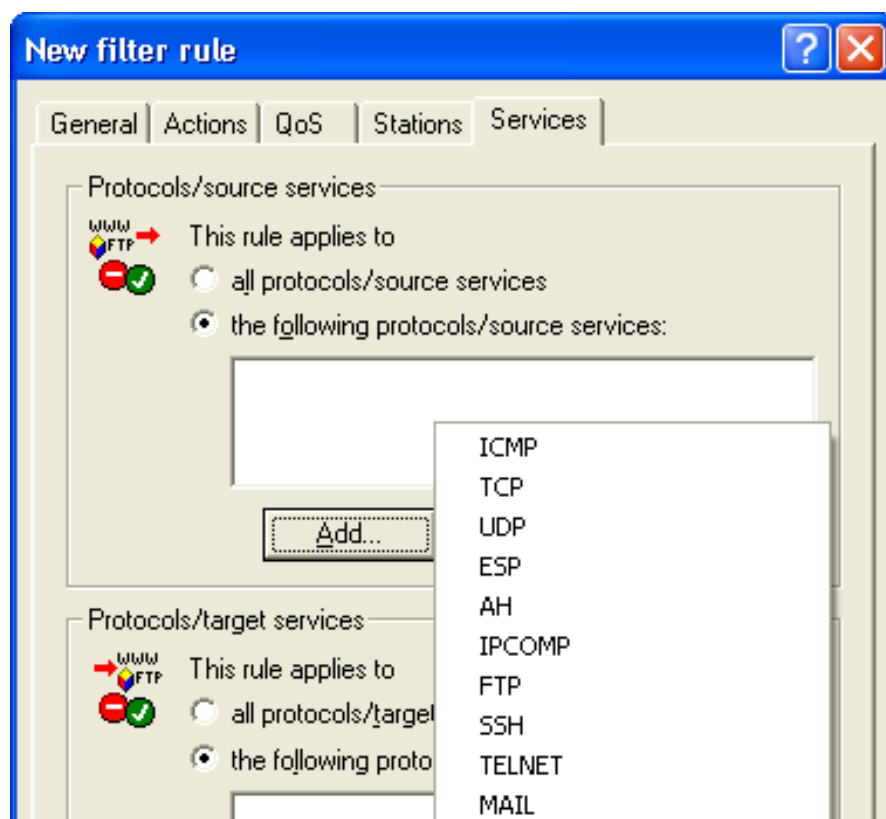 New filter rule
General Actions QoS Stations Services
Protocols/source services
WWW
FTP
This rule applies to
all protocols/source services
the following protocols/source services:
Add...
ICMP
TCP
UDP
ESP
AH
IPCOMP
FTP
SSH
TELNET
MAIL
Protocols/target services
WWW
FTP
This rule applies to
all protocols/target
the following proto